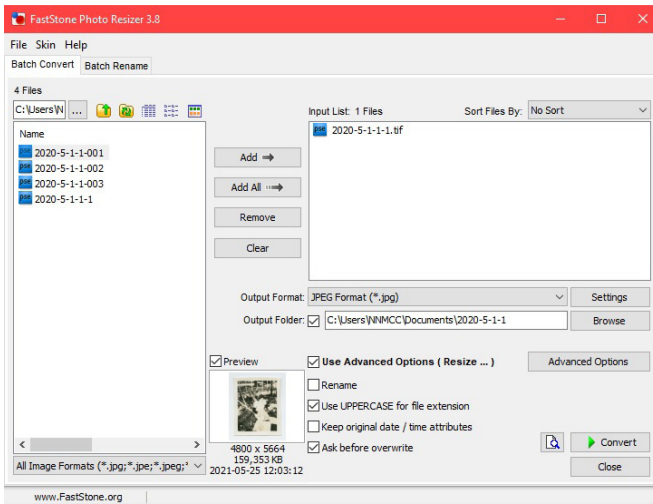 FastStone Photo Resizer 3.8
File Skin Help
Batch Convert Batch Rename
4 Files
C:\Users\N ...
Name
2020-5-1-1-001
2020-5-1-1-002
2020-5-1-1-003
2020-5-1-1-1
All Image Formats (*.jpg;*.jpe;*.jpeg;*
Add
Add All
Remove
Clear
Input List: 1 Files Sort Files By: No Sort
pse 2020-5-1-1-1.tif
Output Format: JPEG Format (*.jpg) Settings
Output Folder: C:\Users\NNMCC\Documents\2020-5-1-1 Browse
Preview
4800 x 5664
159,353 KB
2021-05-25 12:03:12
Use Advanced Options ( Resize ... ) Advanced Options
Rename
Use UPPERCASE for file extension
Keep original date / time attributes
Ask before overwrite
Convert
Close
www.FastStone.org